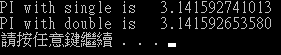 PI with single is  3.141592741013
PI with double is  3.141592653580
請按任意鍵繼續 . . .